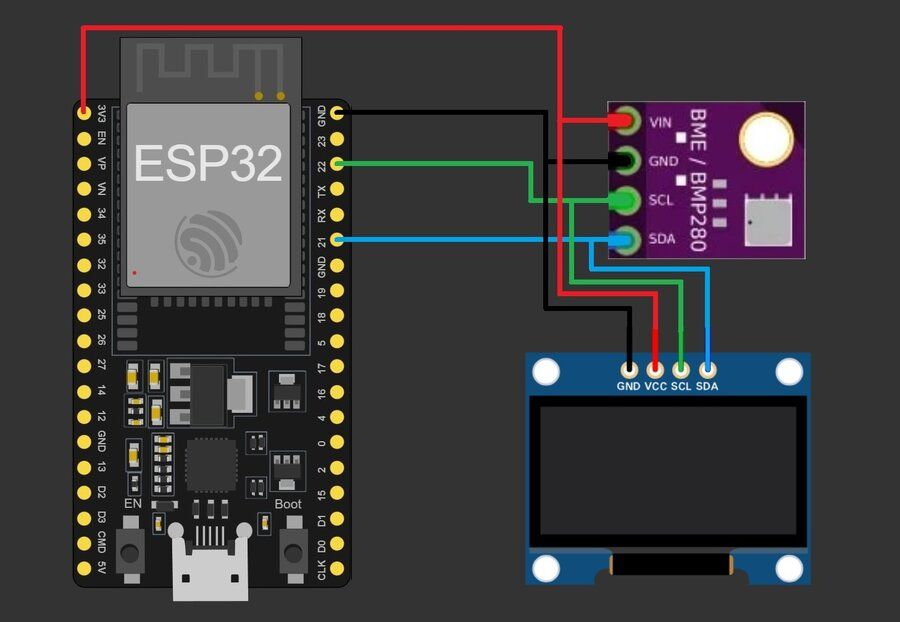 ESP32
3V3
EN
VP
VN
34
35
32
33
25
26
27
14
12
GND
13
D2
D3
CMD
5V
GND
23
22
TX
RX
21
GND
19
18
5
17
16
4
0
2
15
D1
D0
CLK
EN
Boot
VIN
GND
SCL
SDA
BME / BMP280
GND VCC SCL SDA